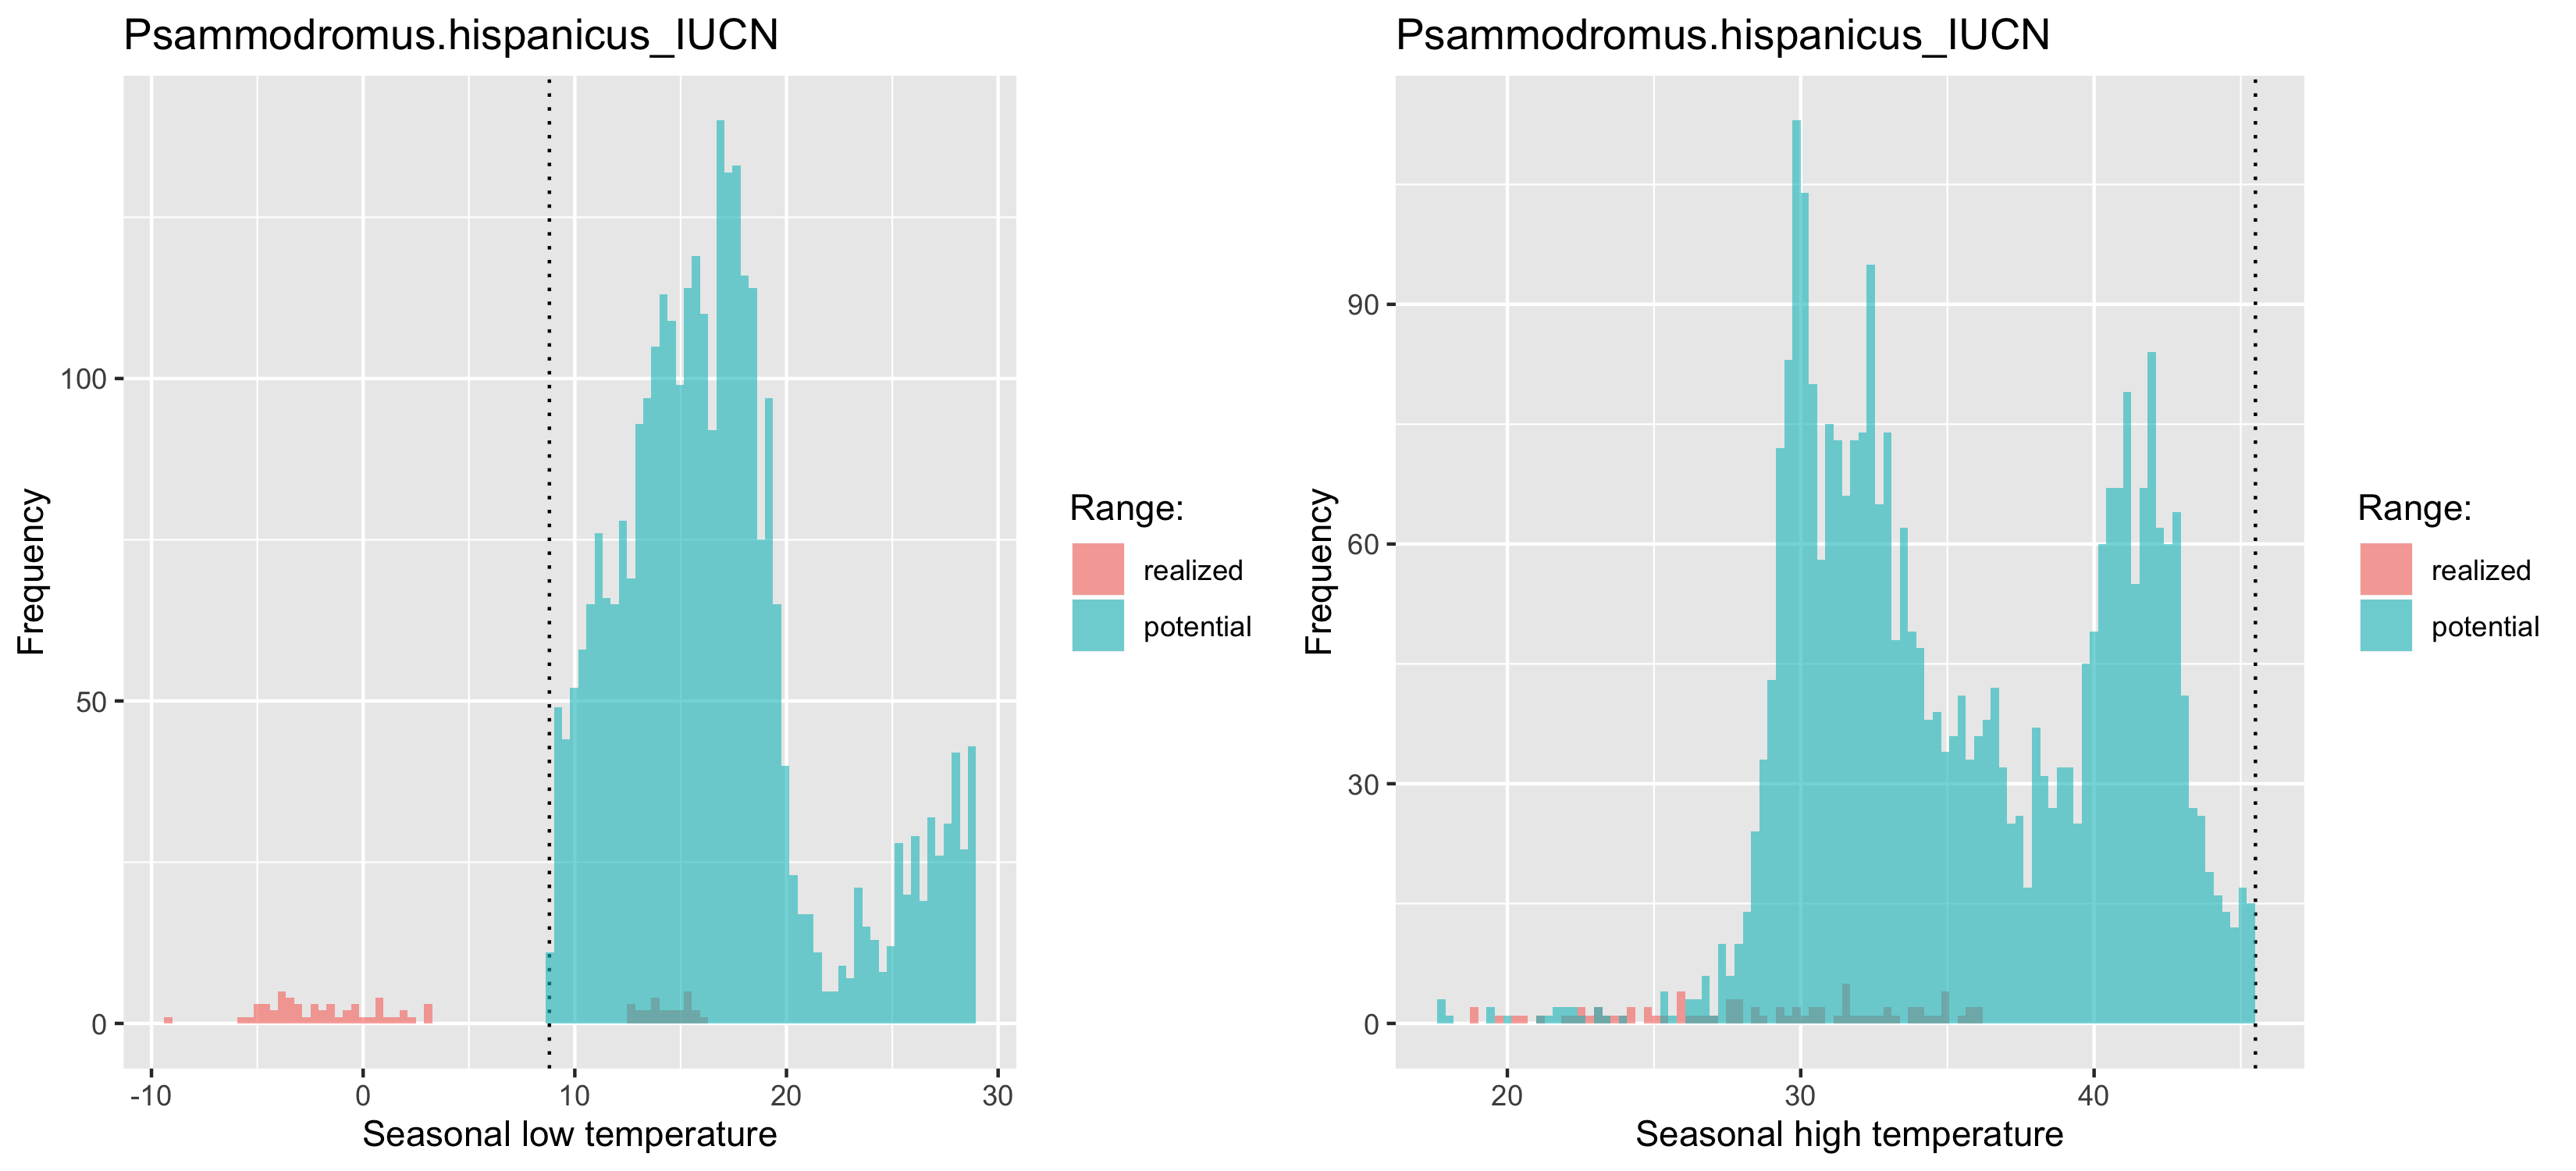 Psammodromus.hispanicus_IUCN
Frequency
100
50
0
-10 0 10 20 30
Seasonal low temperature
Range:
realized
potential
Psammodromus.hispanicus_IUCN
Frequency
90
60
30
0
20 30 40
Seasonal high temperature
Range:
realized
potential